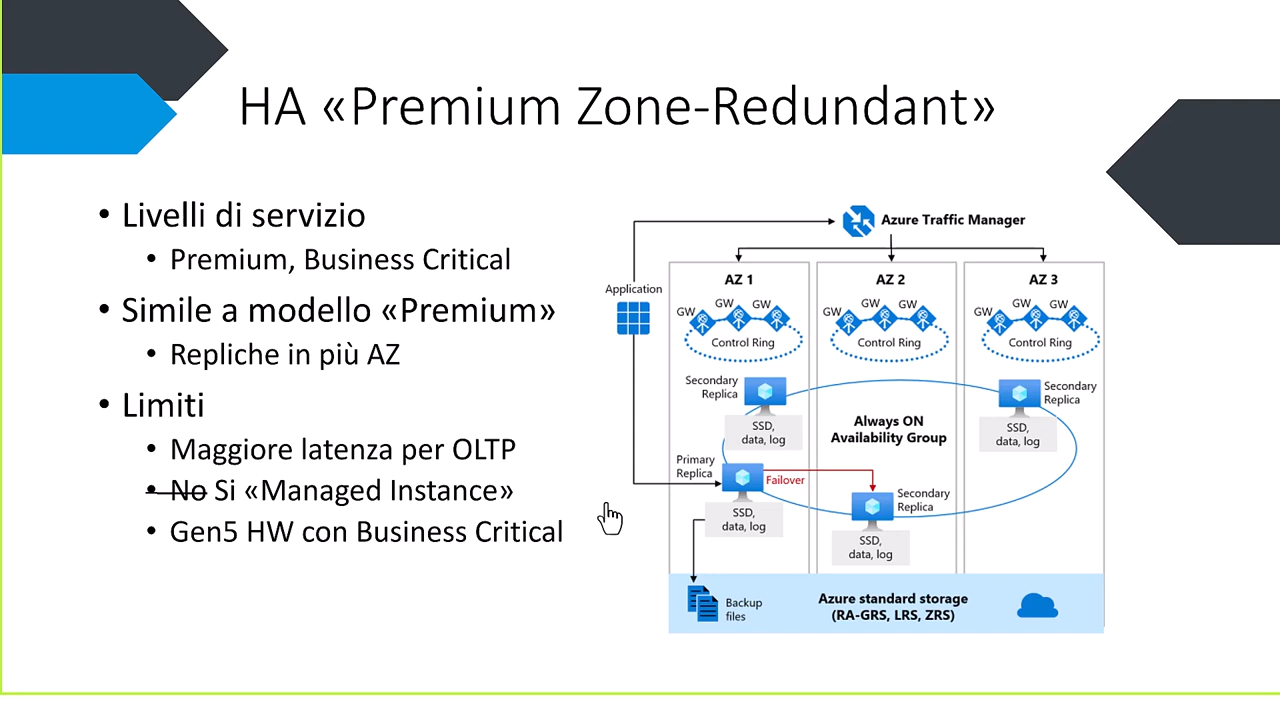 HA «Premium Zone-Redundant»
• Livelli di servizio
• Premium, Business Critical
• Simile a modello «Premium»
• Repliche in più AZ
• Limiti
• Maggiore latenza per OLTP
• No Si «Managed Instance»
• Gen5 HW con Business Critical
Azure Traffic Manager
Application
AZ 1
GW GW GW
Control Ring
AZ 2
GW GW GW
Control Ring
AZ 3
GW GW GW
Control Ring
Secondary
Replica
SSD,
data, log
Always ON
Availability Group
Secondary
Replica
SSD,
data, log
Primary
Replica
Failover
SSD,
data, log
Secondary
Replica
SSD,
data, log
Backup
files
Azure standard storage
(RA-GRS, LRS, ZRS)